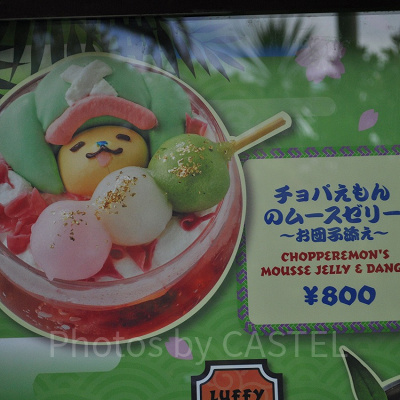 チョパえもん
のムースゼリー
～お団子添え～
CHOPPEREMON'S
MOUSSE JELLY & DANG
¥800
Photos by CASTEL
LUFFY